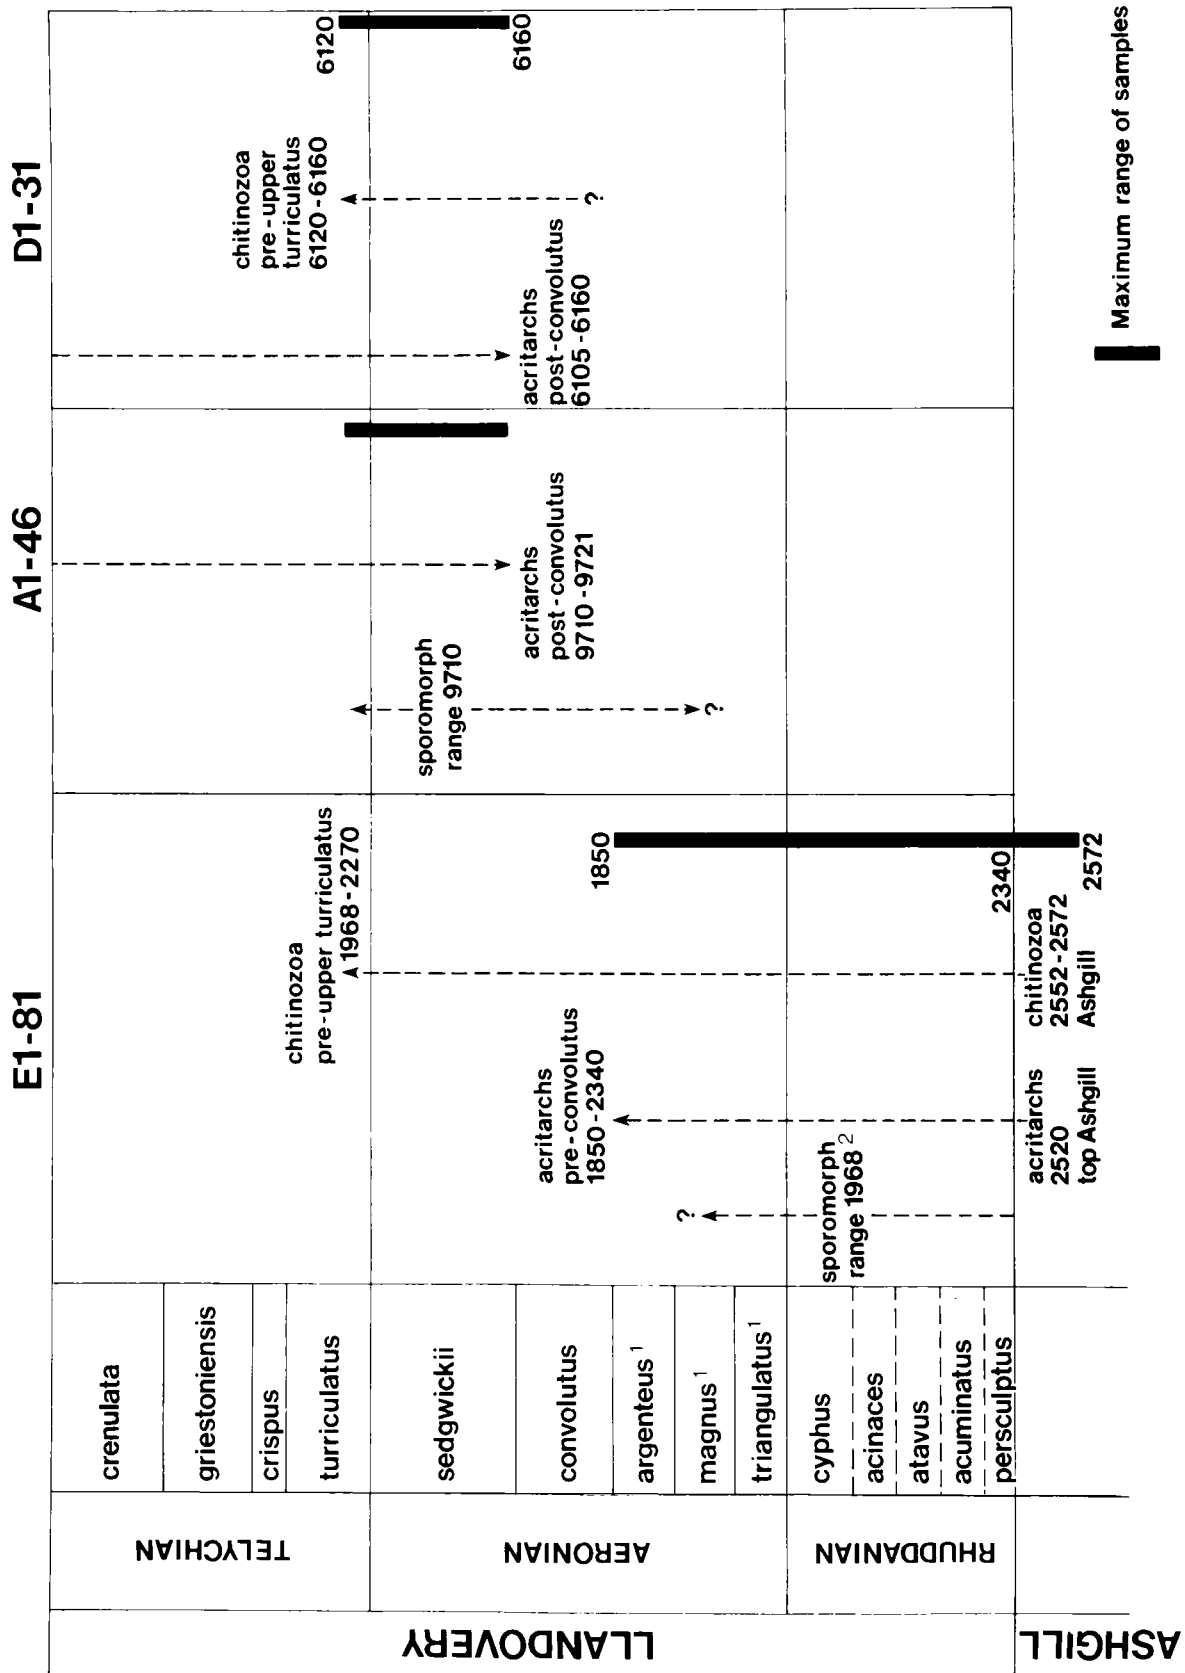 E1-81
A1-46
D1-31
LLANDOVERY
ASHGILL
TELYCHIAN
AERONIAN
RHUDDANIAN
crenulata
griestoniensis
crispus
turriculatus
sedgwickii
convolutus
argenteus 1
magnus 1
triangulatus 1
cyphus
acinaces
atavus
acuminatus
persculptus
sporomorph
range 1968 2
?
acritarchs
pre-convolutus
1850-2340
acritarchs
2520
top Ashgill
chitinozoa
pre-upper turriculatus
1968-2270
chitinozoa
2552-2572
Ashgill
1850
2340
2572
sporomorph
range 9710
?
acritarchs
post-convolutus
9710-9721
acritarchs
post-convolutus
6105-6160
chitinozoa
pre-upper
turriculatus
6120-6160
?
6120
6160
Maximum range of samples